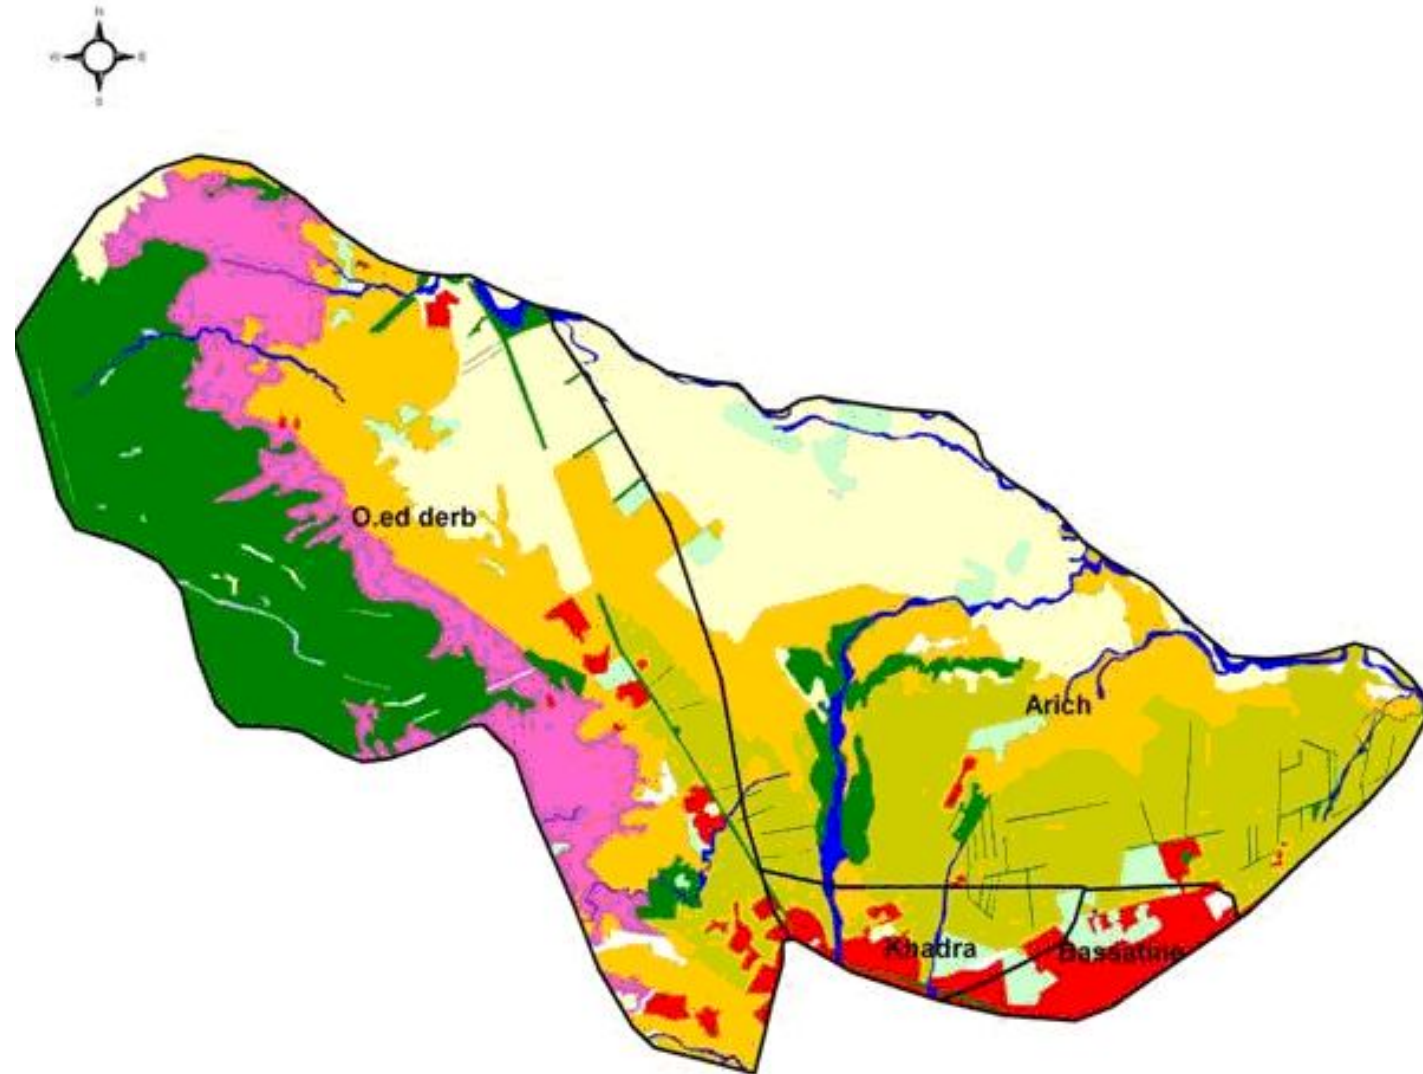 N
W
E
S
O.ed derb
Arich
Khadra
Bassatine